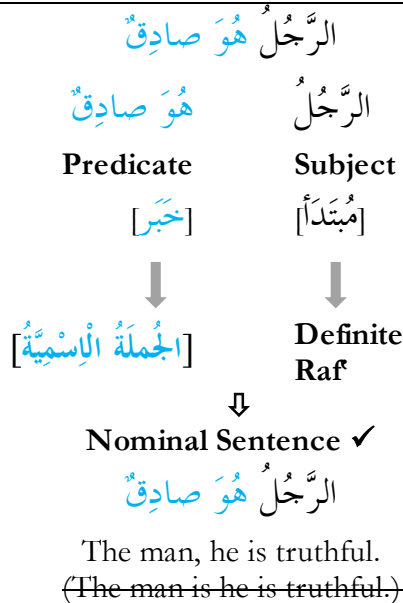 الرَّجُلُ هُوَ صادِقٌ
الرَّجُلُ هُوَ صادِقٌ
Predicate Subject
[خَبَر] [مُبتَدَأ]
[الجُملَةُ الْاِسْمِيَّةُ] Definite
Raf‘
Nominal Sentence ✓
الرَّجُلُ هُوَ صادِقٌ
The man, he is truthful.
(The man is he is truthful.)